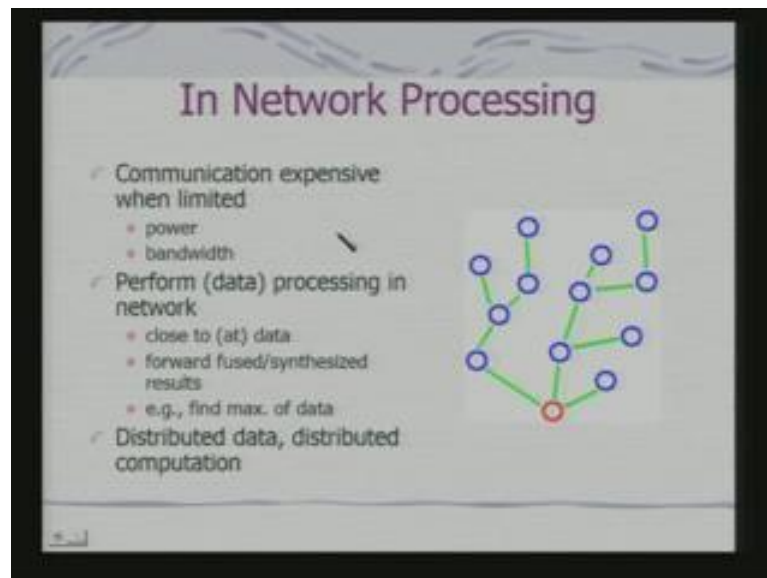 In Network Processing
Communication expensive
when limited
power
bandwidth
Perform (data) processing in
network
close to (at) data
forward fused/synthesized
results
e.g., find max. of data
Distributed data, distributed
computation